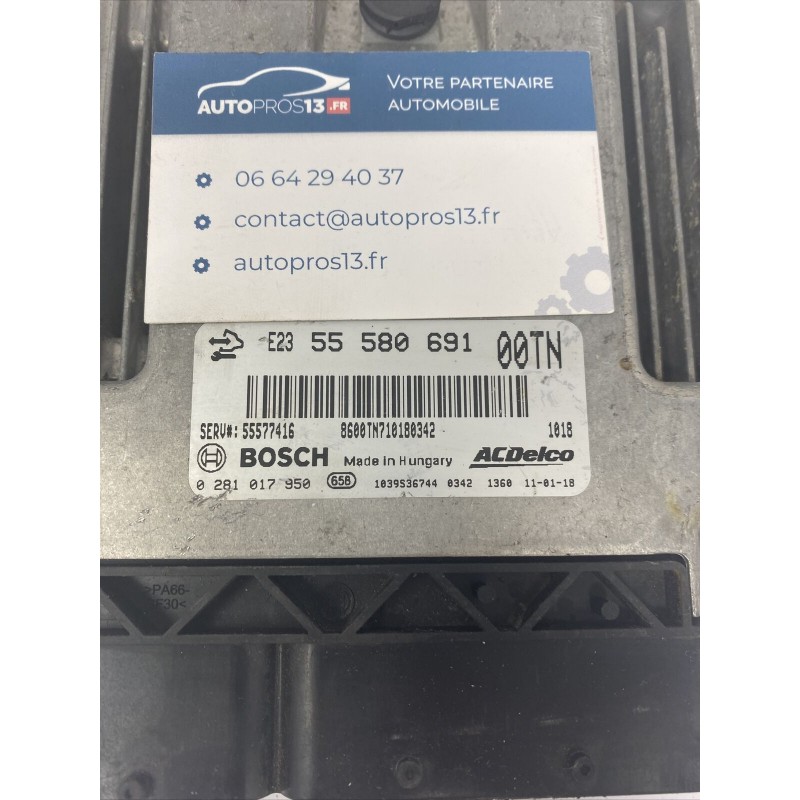 AUTOPROS13.FR
VOTRE PARTENAIRE
AUTOMOBILE
06 64 29 40 37
contact@autopros13.fr
autopros13.fr
E23 55 580 691 00TN
SERV#: 55577416 8600TN710180342 1018
BOSCH Made in Hungary ACDelco
0 281 017 950 658 1039S36744 0342 1360 11-01-18
>PA66-
F30<